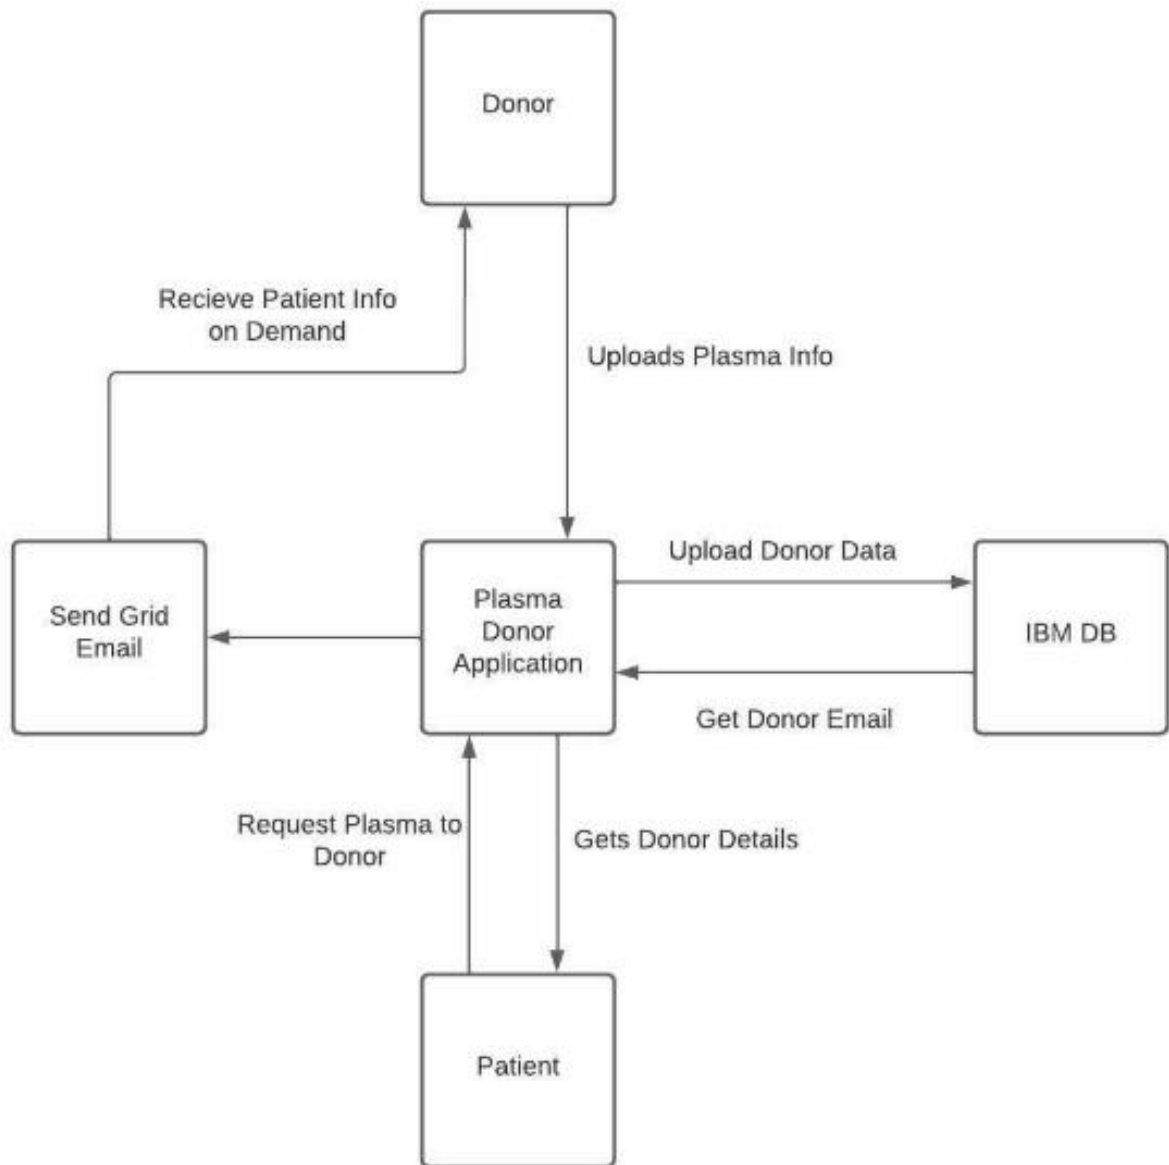 Donor
Recieve Patient Info
on Demand
Uploads Plasma Info
Upload Donor Data
Send Grid
Email
Plasma
Donor
Application
IBM DB
Get Donor Email
Request Plasma to
Donor
Gets Donor Details
Patient